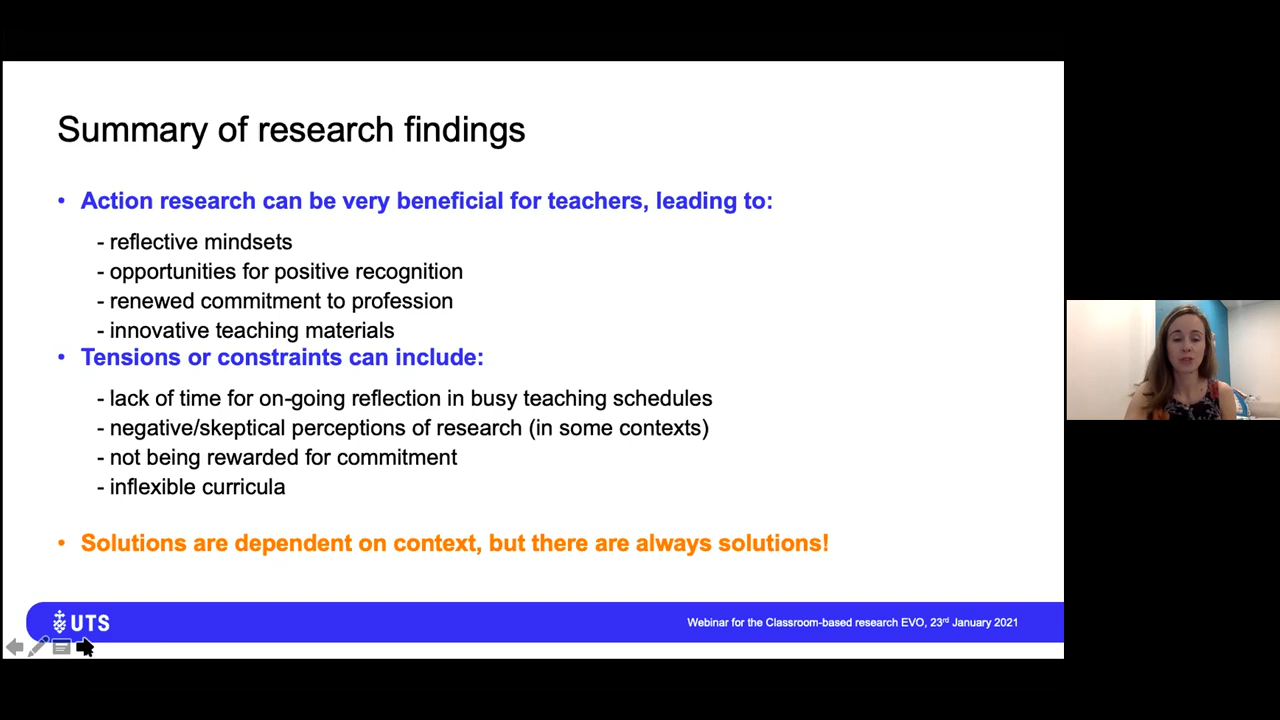 Summary of research findings
• Action research can be very beneficial for teachers, leading to:
- reflective mindsets
- opportunities for positive recognition
- renewed commitment to profession
- innovative teaching materials
• Tensions or constraints can include:
- lack of time for on-going reflection in busy teaching schedules
- negative/skeptical perceptions of research (in some contexts)
- not being rewarded for commitment
- inflexible curricula
• Solutions are dependent on context, but there are always solutions!
UTS
Webinar for the Classroom-based research EVO, 23rd January 2021